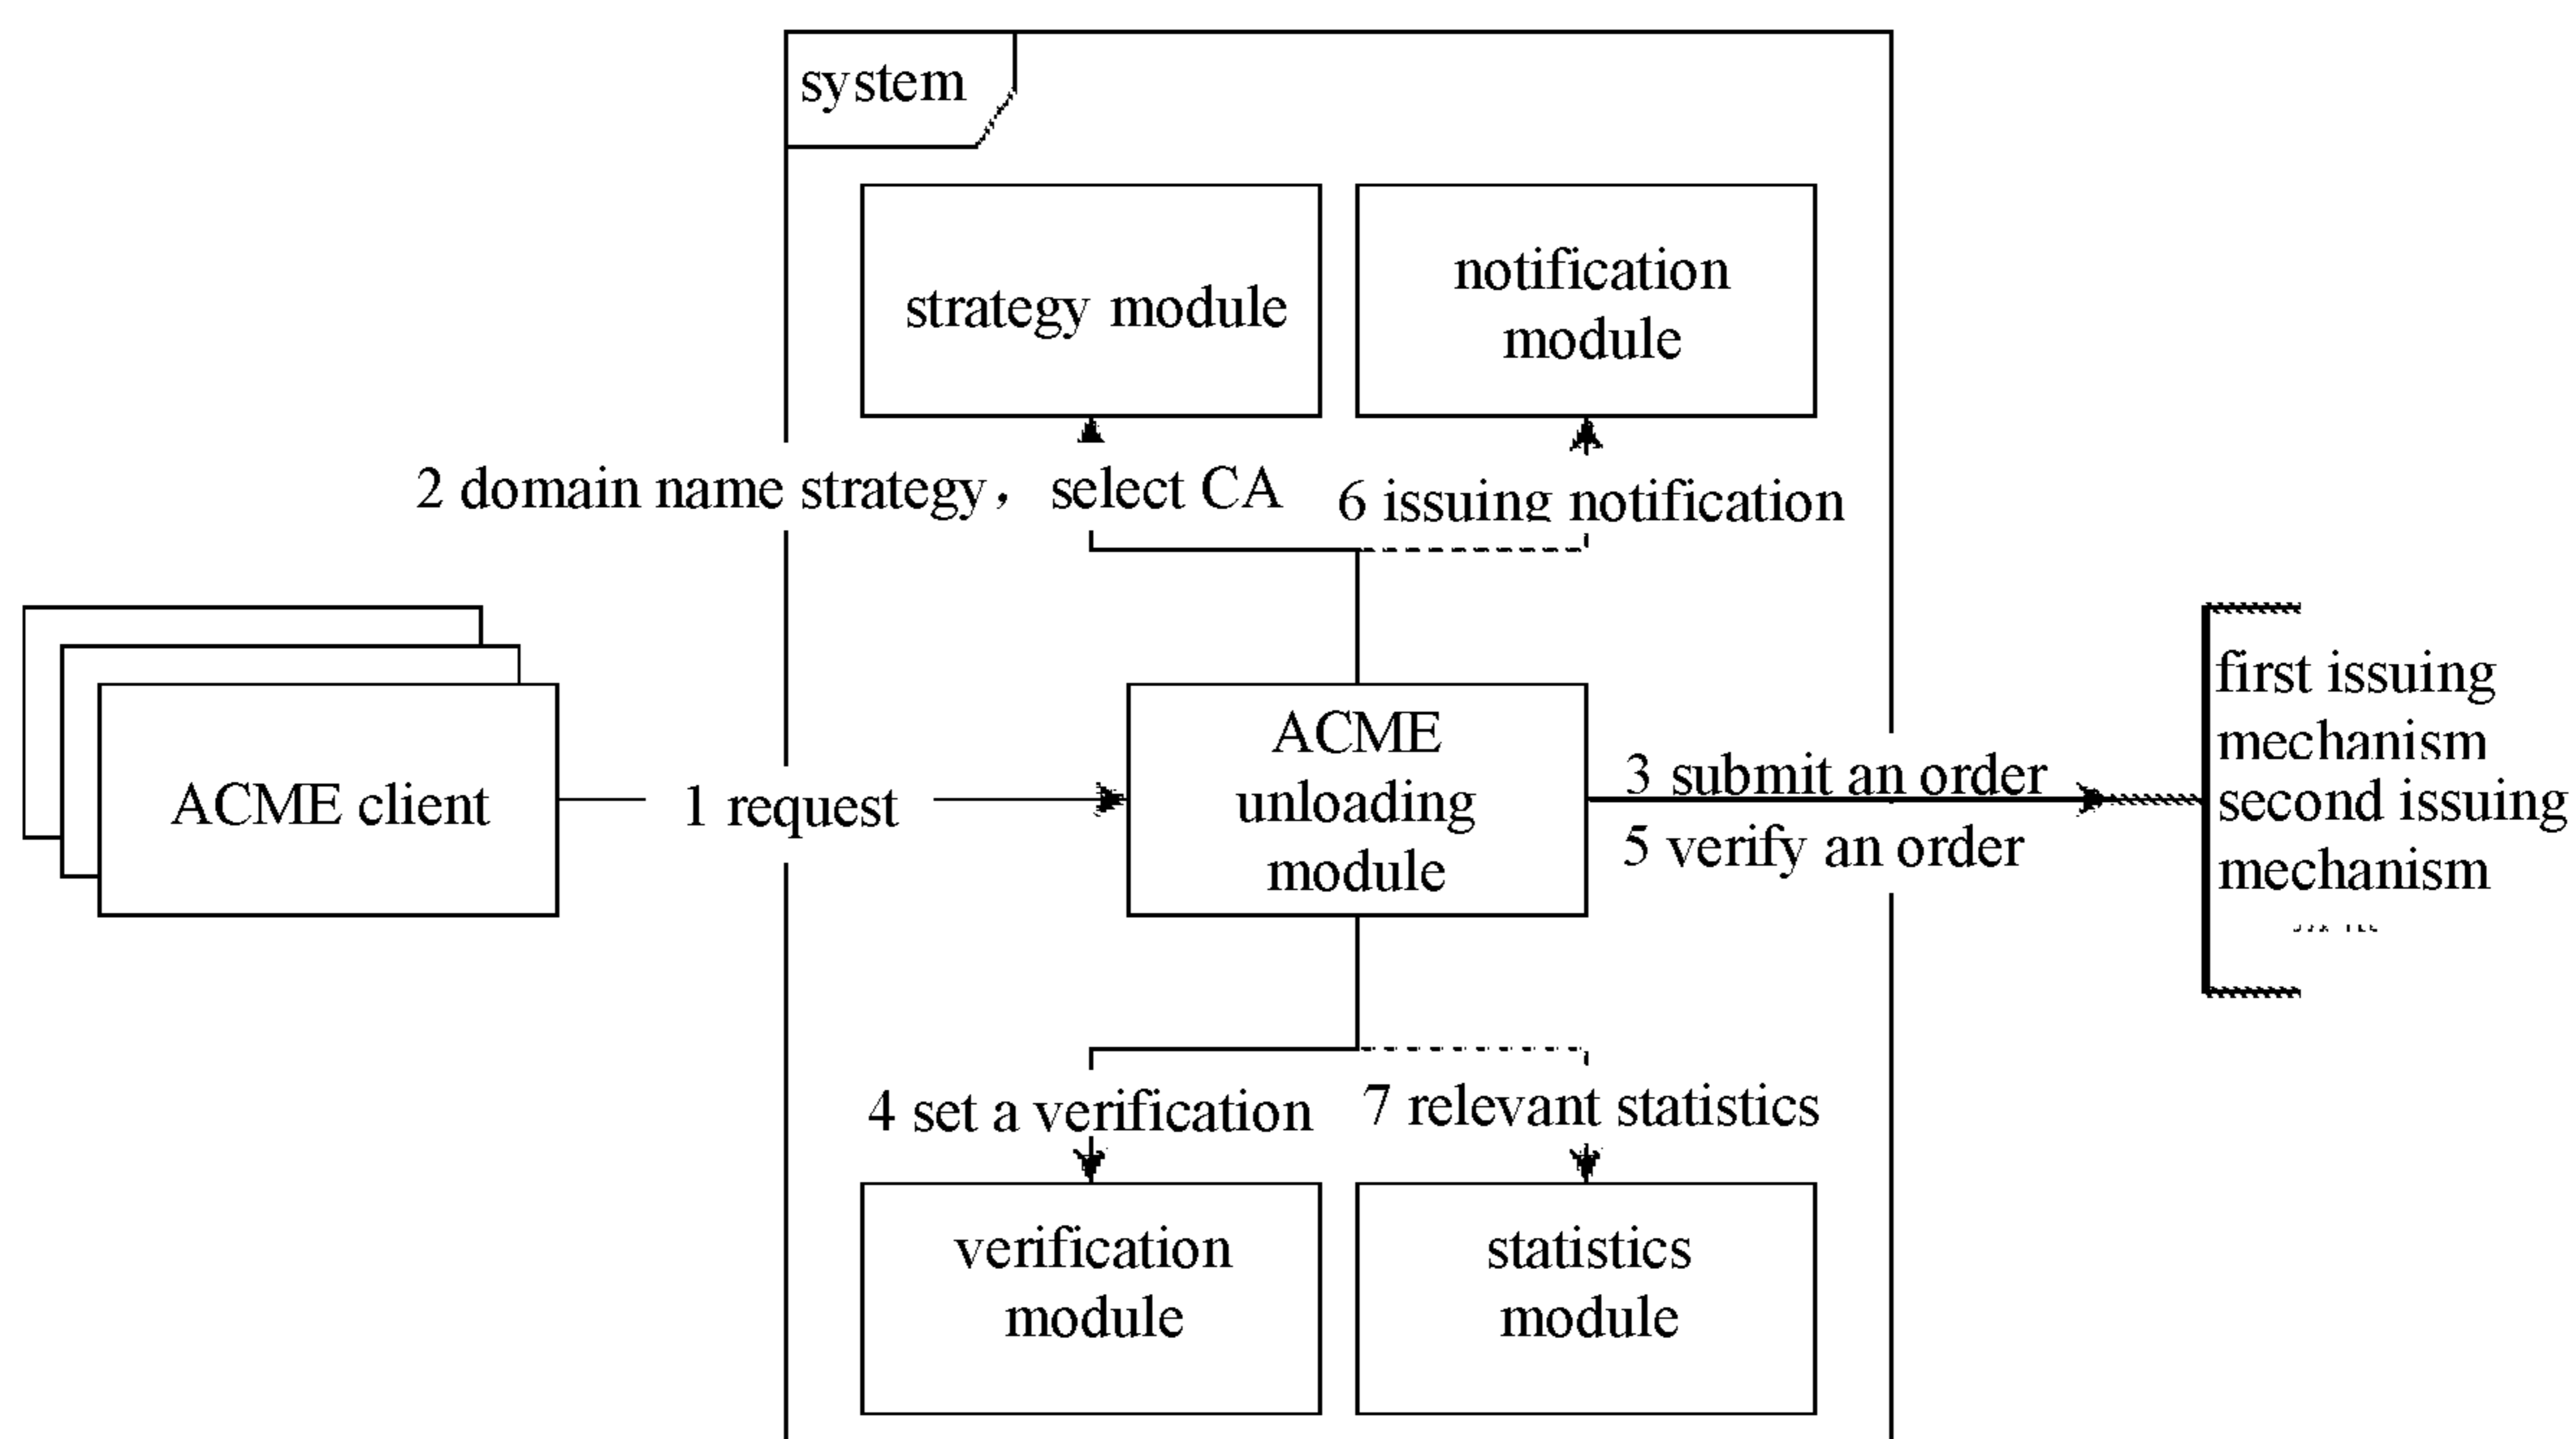 system
strategy module
notification
module
2 domain name strategy， select CA
6 issuing notification
ACME client
1 request
ACME
unloading
module
3 submit an order
5 verify an order
first issuing
mechanism
second issuing
mechanism
4 set a verification
7 relevant statistics
verification
module
statistics
module